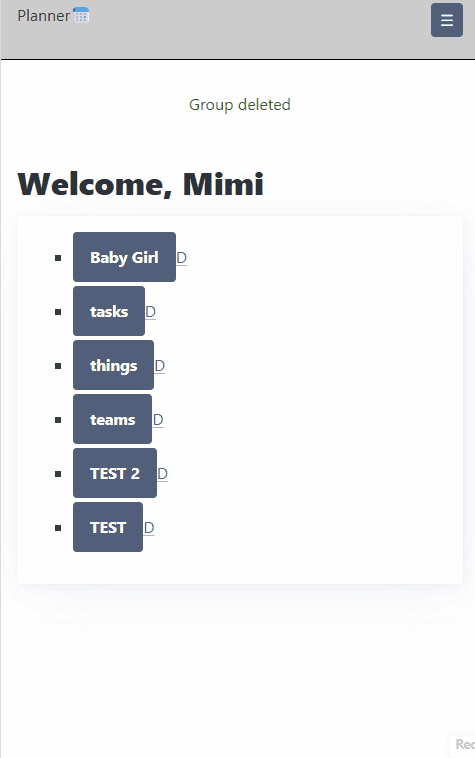 Planner
☰
Group deleted
Welcome, Mimi
Baby Girl D
tasks D
things D
teams D
TEST 2 D
TEST D
Rec